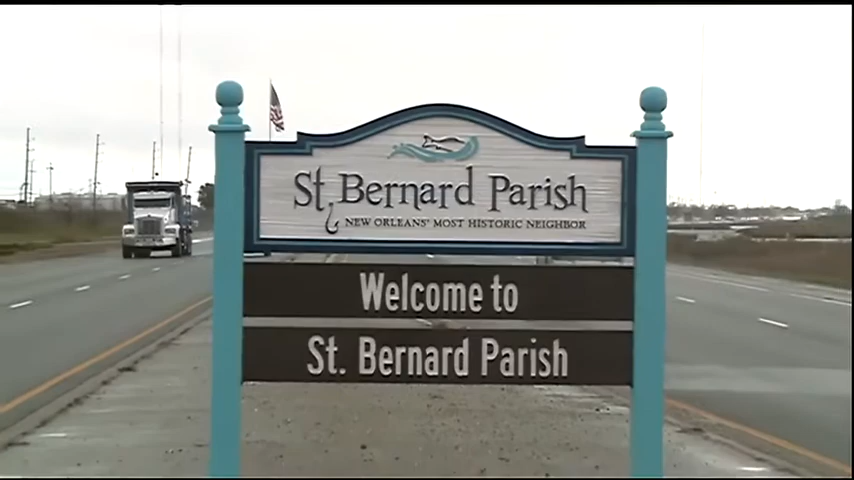 St. Bernard Parish
NEW ORLEANS' MOST HISTORIC NEIGHBOR
Welcome to
St. Bernard Parish